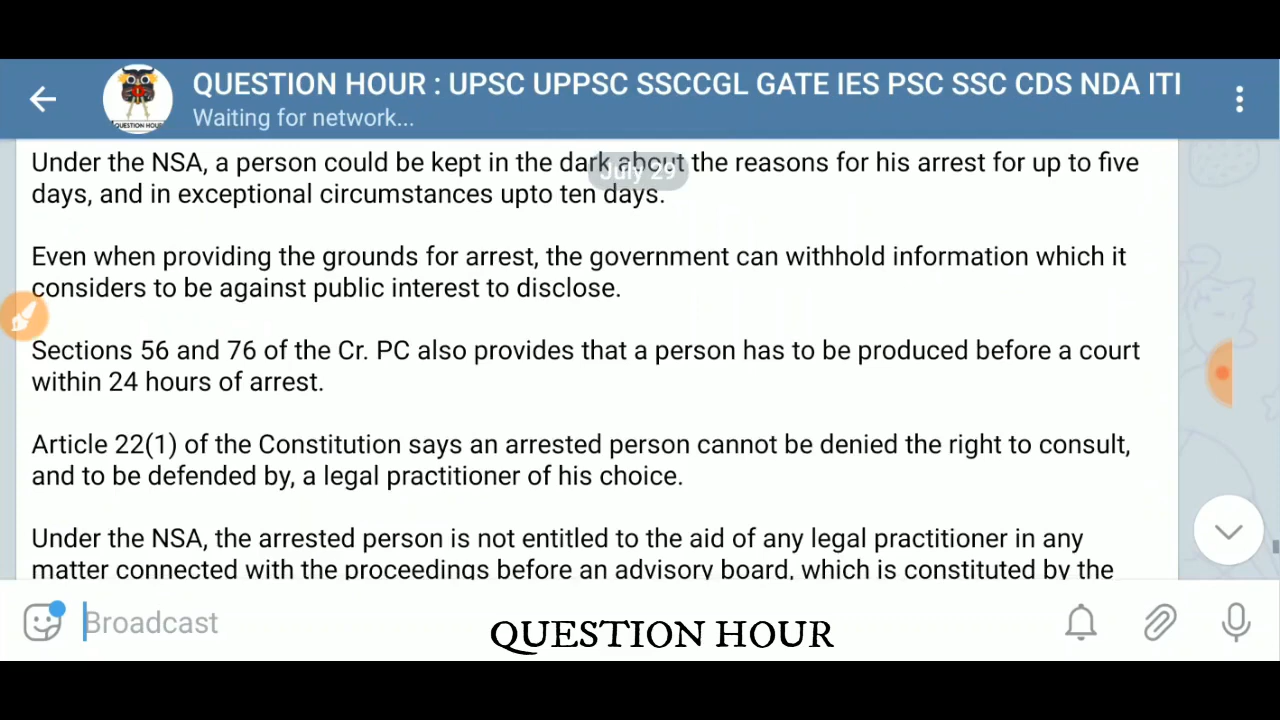 QUESTION HOUR : UPSC UPPSC SSCCGL GATE IES PSC SSC CDS NDA ITI
Waiting for network...
QUESTION HOUR
July 29
Under the NSA, a person could be kept in the dark about the reasons for his arrest for up to five
days, and in exceptional circumstances upto ten days.
Even when providing the grounds for arrest, the government can withhold information which it
considers to be against public interest to disclose.
Sections 56 and 76 of the Cr. PC also provides that a person has to be produced before a court
within 24 hours of arrest.
Article 22(1) of the Constitution says an arrested person cannot be denied the right to consult,
and to be defended by, a legal practitioner of his choice.
Under the NSA, the arrested person is not entitled to the aid of any legal practitioner in any
matter connected with the proceedings before an advisory board, which is constituted by the
Broadcast
QUESTION HOUR